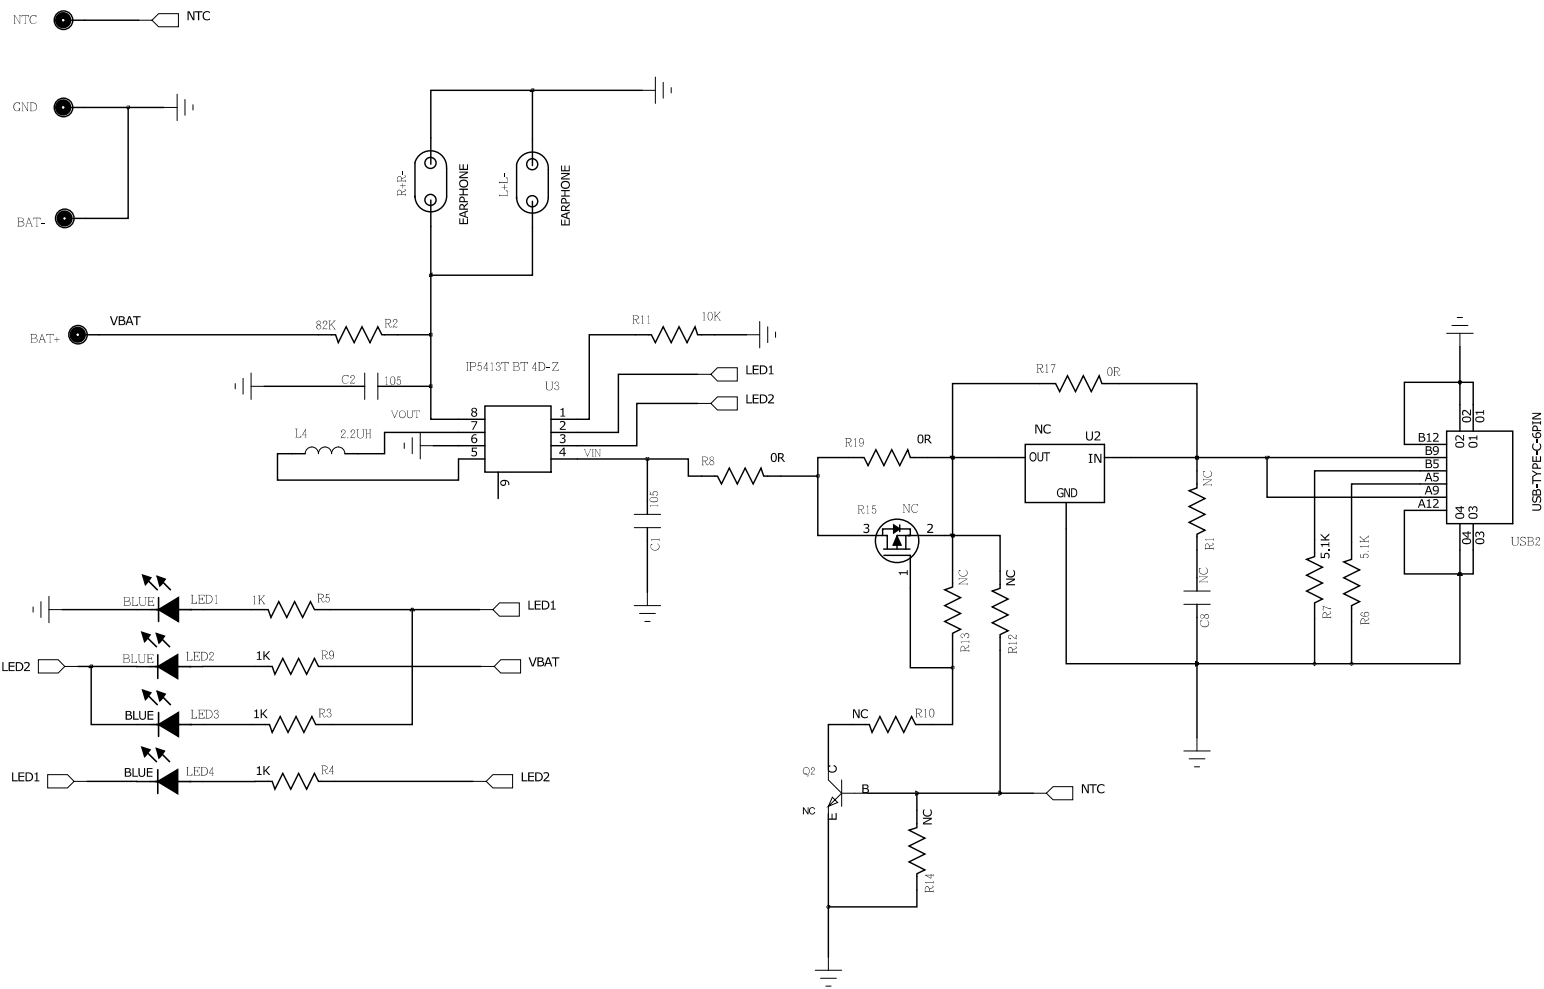 NTC
NTC
GND
BAT-
BAT+
VBAT
R+R-
EARPHONE
L+L-
EARPHONE
82K
R2
R11
10K
IP5413T BT 4D-Z
U3
C2
105
VOUT
L4
2.2UH
8
7
6
5
1
2
3
4
9
VIN
LED1
LED2
105
C1
R8
0R
R19
0R
R15
NC
3
2
1
R17
0R
NC
U2
OUT
IN
GND
NC
R1
NC
C8
NC
R13
NC
R12
5.1K
R7
5.1K
R6
02
01
B12
B9
B5
A5
A9
A12
02
01
04
03
04
03
USB-TYPE-C-6PIN
USB2
BLUE
LED1
1K
R5
LED1
LED2
BLUE
LED2
1K
R9
VBAT
BLUE
LED3
1K
R3
LED1
BLUE
LED4
1K
R4
LED2
NC
R10
Q2
C
NC
B
E
NC
R14
NTC